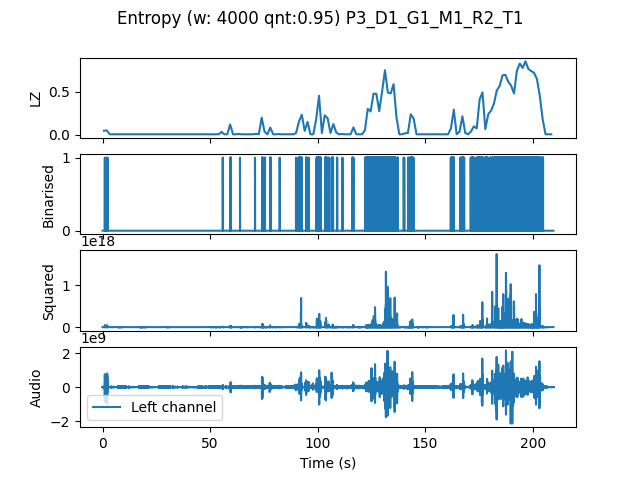 Entropy (w: 4000 qnt:0.95) P3_D1_G1_M1_R2_T1
LZ
0.5
0.0
Binarised
1
0
1e18
Squared
1
0
1e9
Audio
2
0
−2
Left channel
0 50 100 150 200
Time (s)